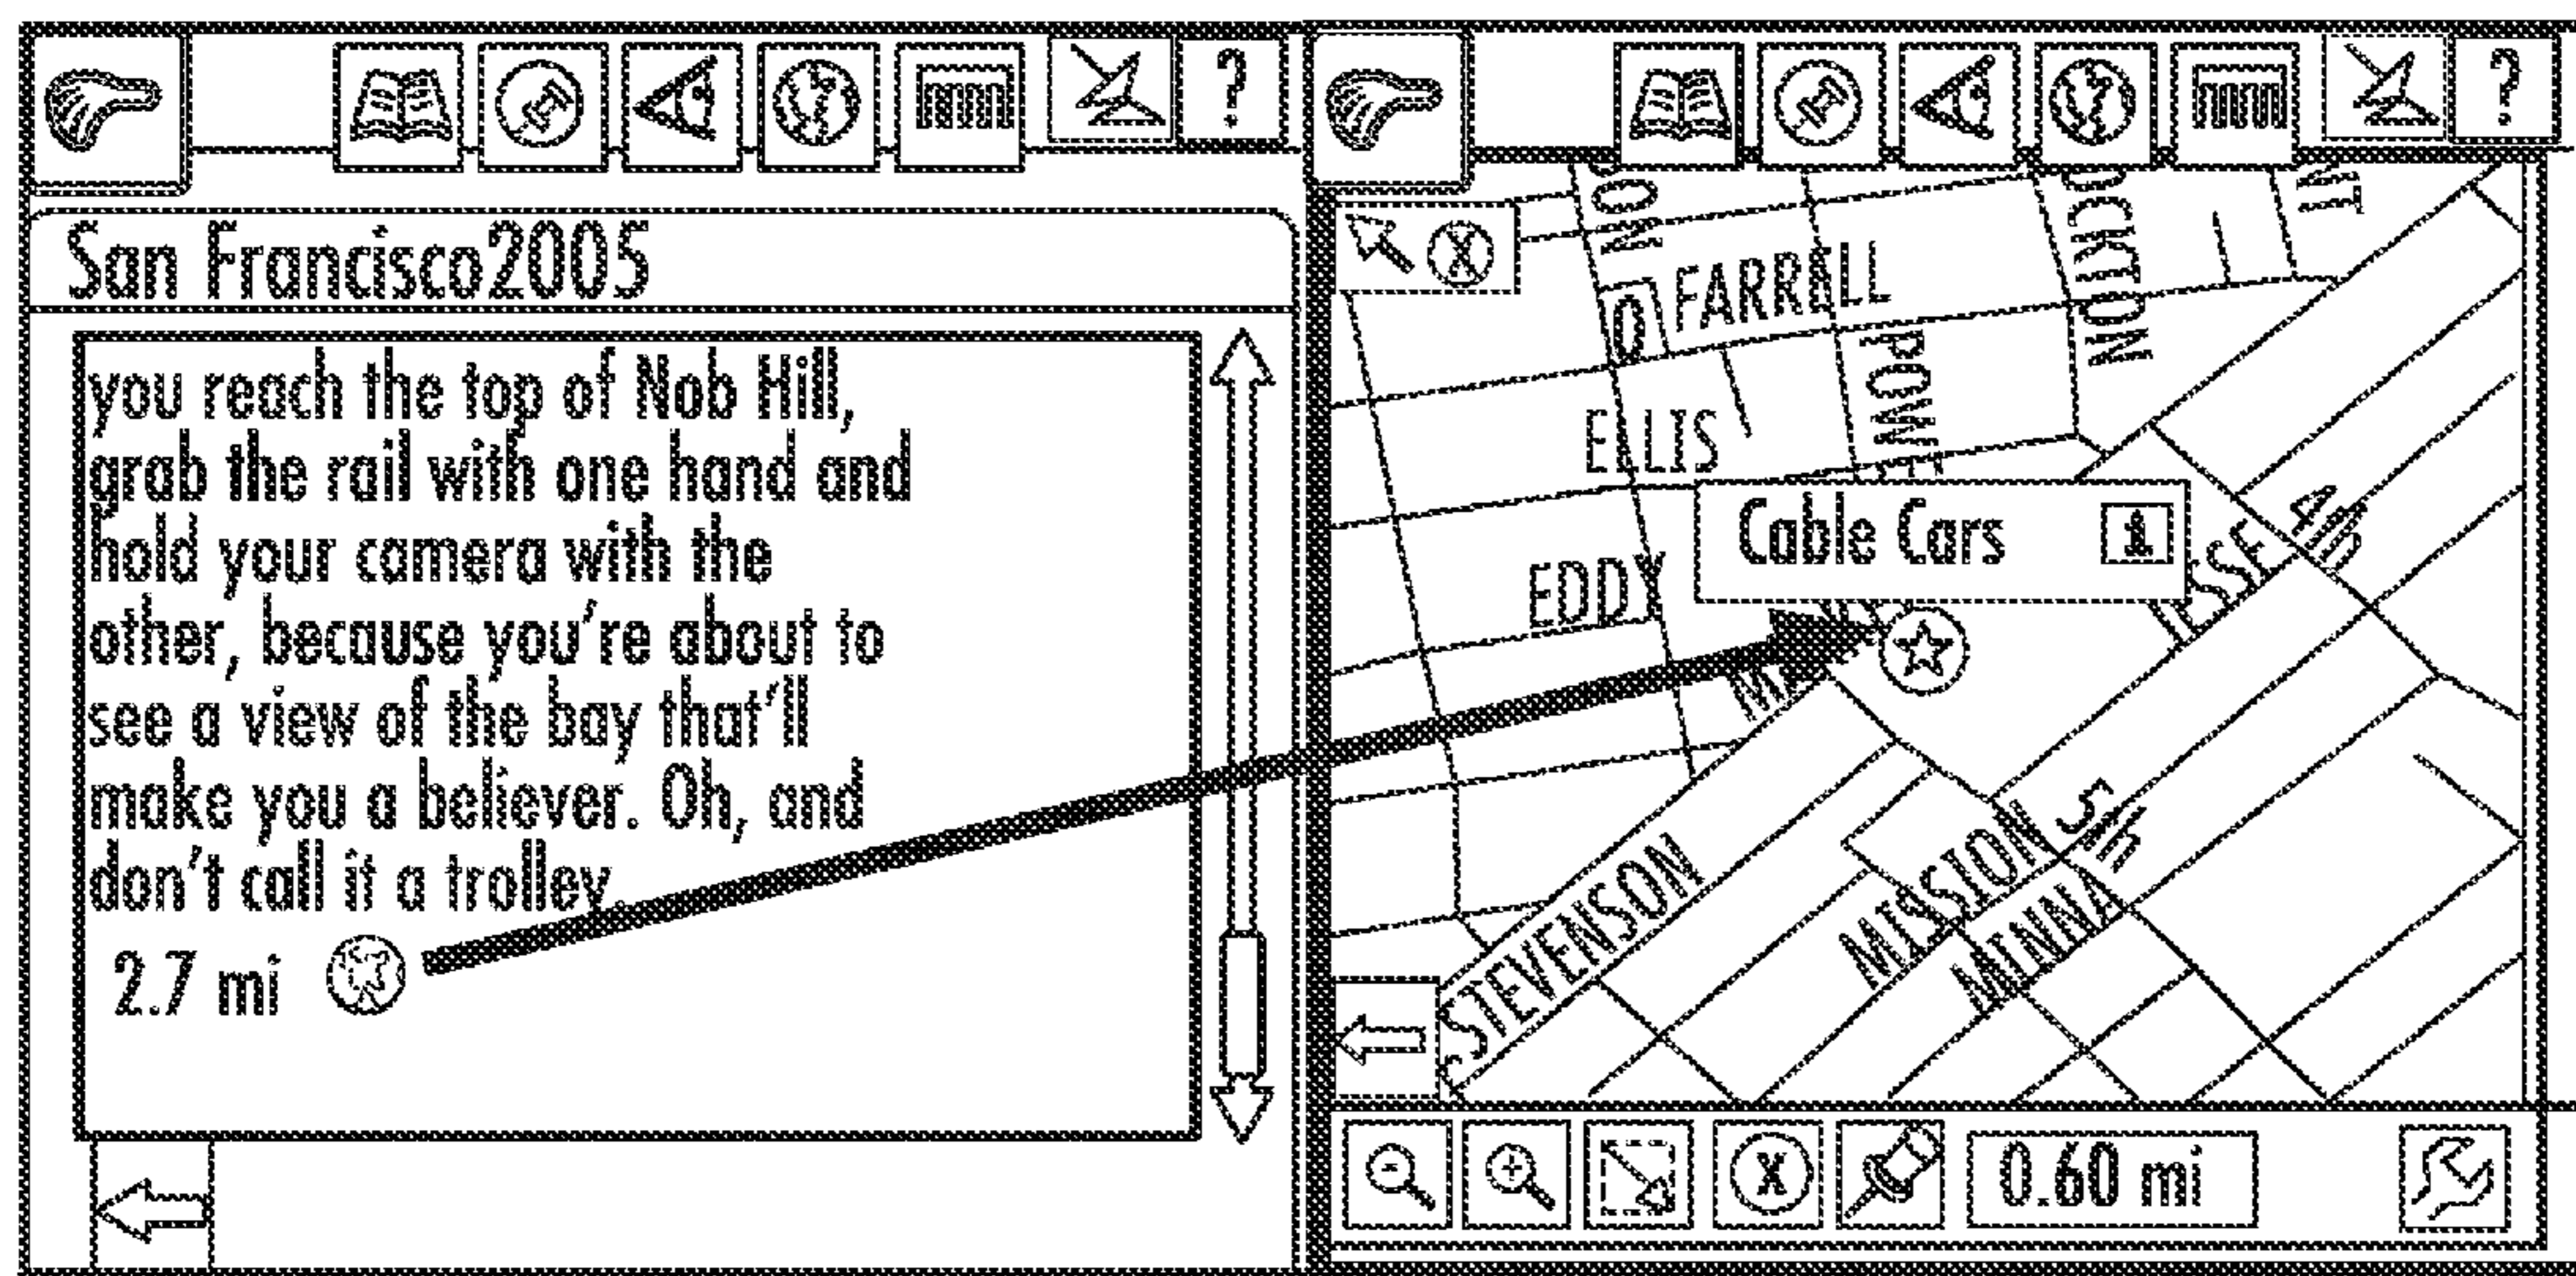 ?
?
San Francisco2005
you reach the top of Nob Hill,
grab the rail with one hand and
hold your camera with the
other, because you're about to
see a view of the bay that'll
make you a believer. Oh, and
don't call it a trolley.
2.7 mi
X
O FARRELL
ELLIS
EDDY
Cable Cars i
JESSE
4th
5th
STEVENSON
MISSION
MINNA
- + X 0.60 mi